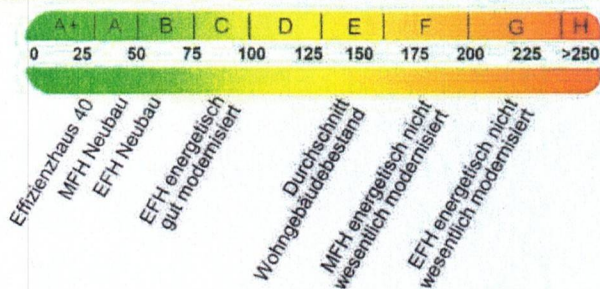 A+ A B C D E F G H
0 25 50 75 100 125 150 175 200 225 >250
Effizienzhaus 40
MFH Neubau
EFH Neubau
EFH energetisch
gut modernisiert
Durchschnitt
Wohngebäudebestand
MFH energetisch nicht
wesentlich modernisiert
EFH energetisch nicht
wesentlich modernisiert